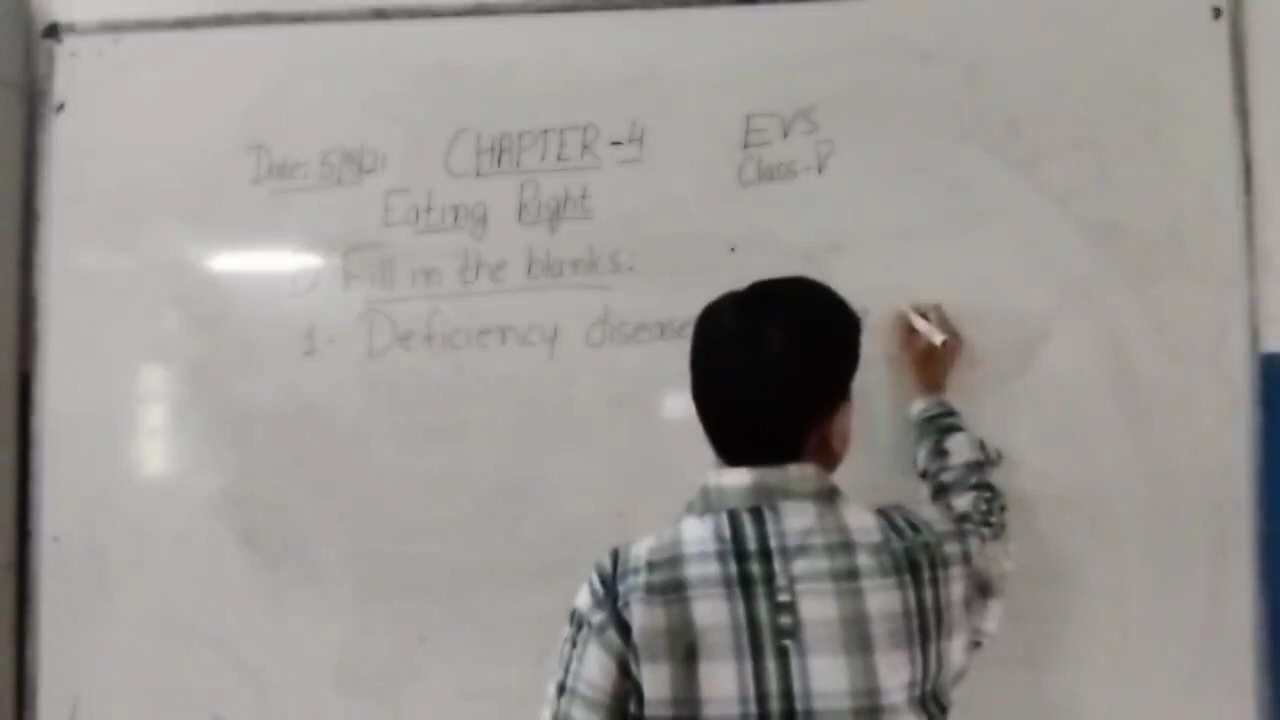 Date: 5/8/21 CHAPTER-4 EVS
Class-V
Eating Right
Fill in the blanks.
1. Deficiency disease